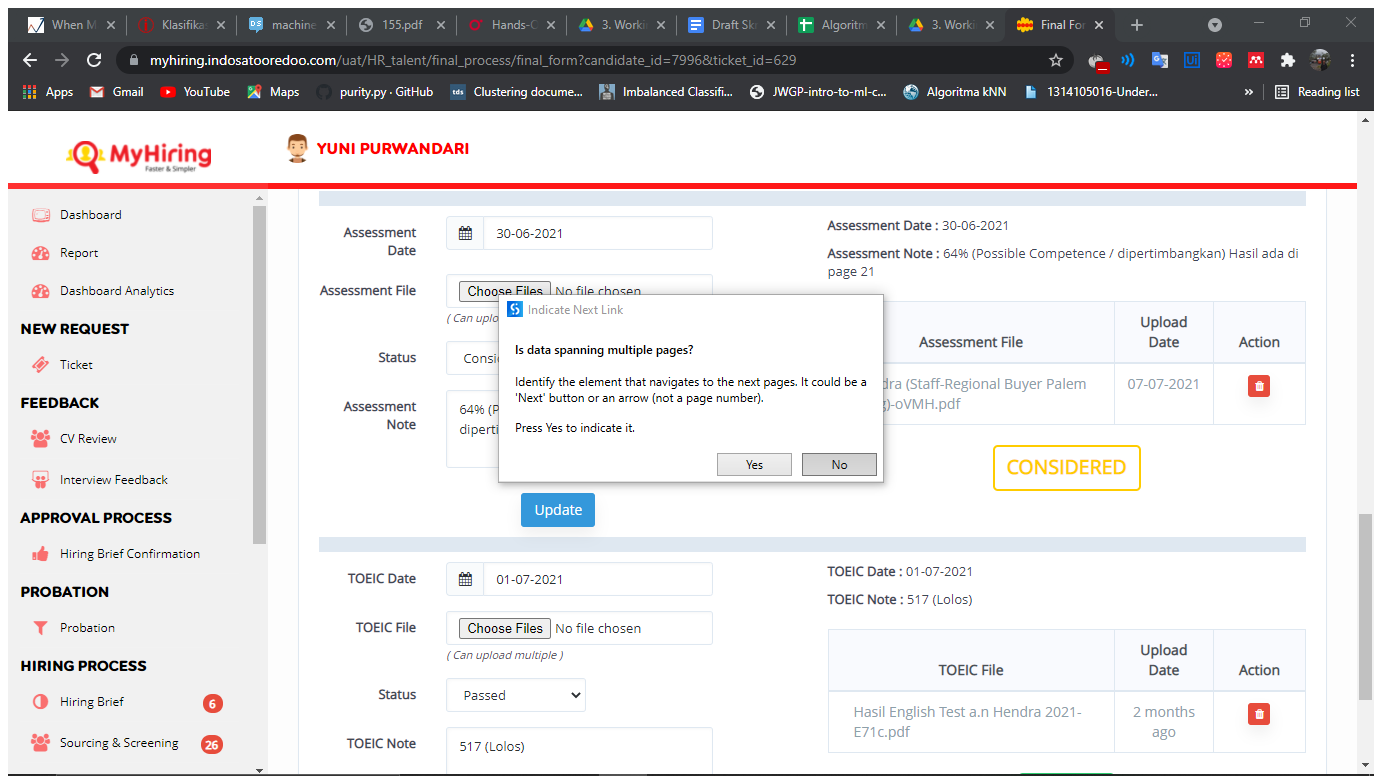 When M
Klasifika
machine
155.pdf
Hands-O
3. Workin
Draft Sk
Algoritm
3. Worki
Final For
myhiring.indosatooredoo.com/uat/HR_talent/final_process/final_form?candidate_id=7996&ticket_id=629
Apps
Gmail
YouTube
Maps
purity.py · GitHub
Clustering docume...
Imbalanced Classifi...
JWGP-intro-to-ml-c...
Algoritma kNN
1314105016-Under...
»
Reading list
MyHiring
Faster & Simpler
YUNI PURWANDARI
Dashboard
Report
Dashboard Analytics
NEW REQUEST
Ticket
FEEDBACK
CV Review
Interview Feedback
APPROVAL PROCESS
Hiring Brief Confirmation
PROBATION
Probation
HIRING PROCESS
Hiring Brief 6
Sourcing & Screening 26
Assessment
Date
30-06-2021
Assessment File
Choose Files No file chosen
( Can uplo
Status
Consi
Assessment
Note
64% (P
diperti
Update
Assessment Date : 30-06-2021
Assessment Note : 64% (Possible Competence / dipertimbangkan) Hasil ada di
page 21
Assessment File
Upload
Date
Action
dra (Staff-Regional Buyer Palem
g)-oVMH.pdf
07-07-2021
CONSIDERED
Indicate Next Link
Is data spanning multiple pages?
Identify the element that navigates to the next pages. It could be a
'Next' button or an arrow (not a page number).
Press Yes to indicate it.
Yes
No
TOEIC Date
01-07-2021
TOEIC File
Choose Files No file chosen
( Can upload multiple )
Status
Passed
TOEIC Note
517 (Lolos)
TOEIC Date : 01-07-2021
TOEIC Note : 517 (Lolos)
TOEIC File
Upload
Date
Action
Hasil English Test a.n Hendra 2021-
E71c.pdf
2 months
ago